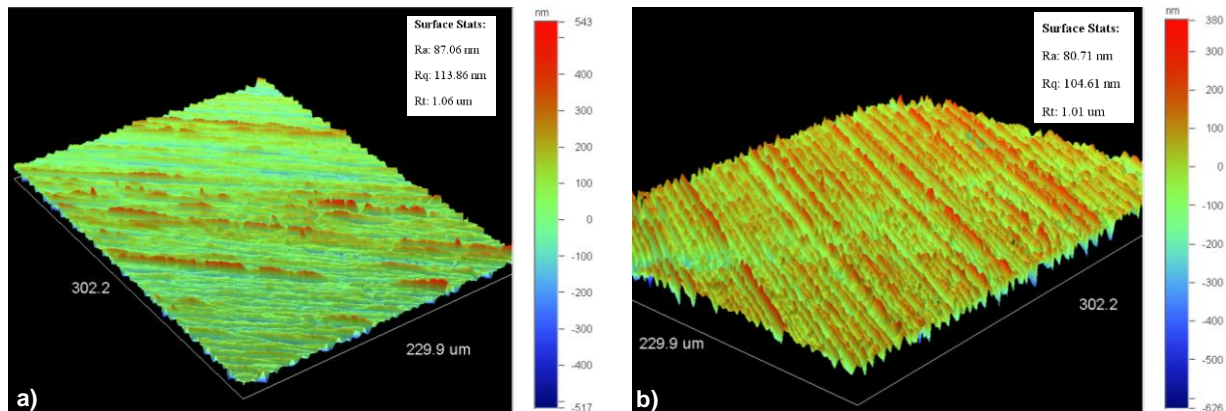 nm
543
400
300
200
100
0
-100
-200
-300
-400
-517
Surface Stats:
Ra: 87.06 nm
Rq: 113.86 nm
Rt: 1.06 um
302.2
229.9 um
a)
nm
380
300
200
100
0
-100
-200
-300
-400
-500
-626
Surface Stats:
Ra: 80.71 nm
Rq: 104.61 nm
Rt: 1.01 um
229.9 um
302.2
b)